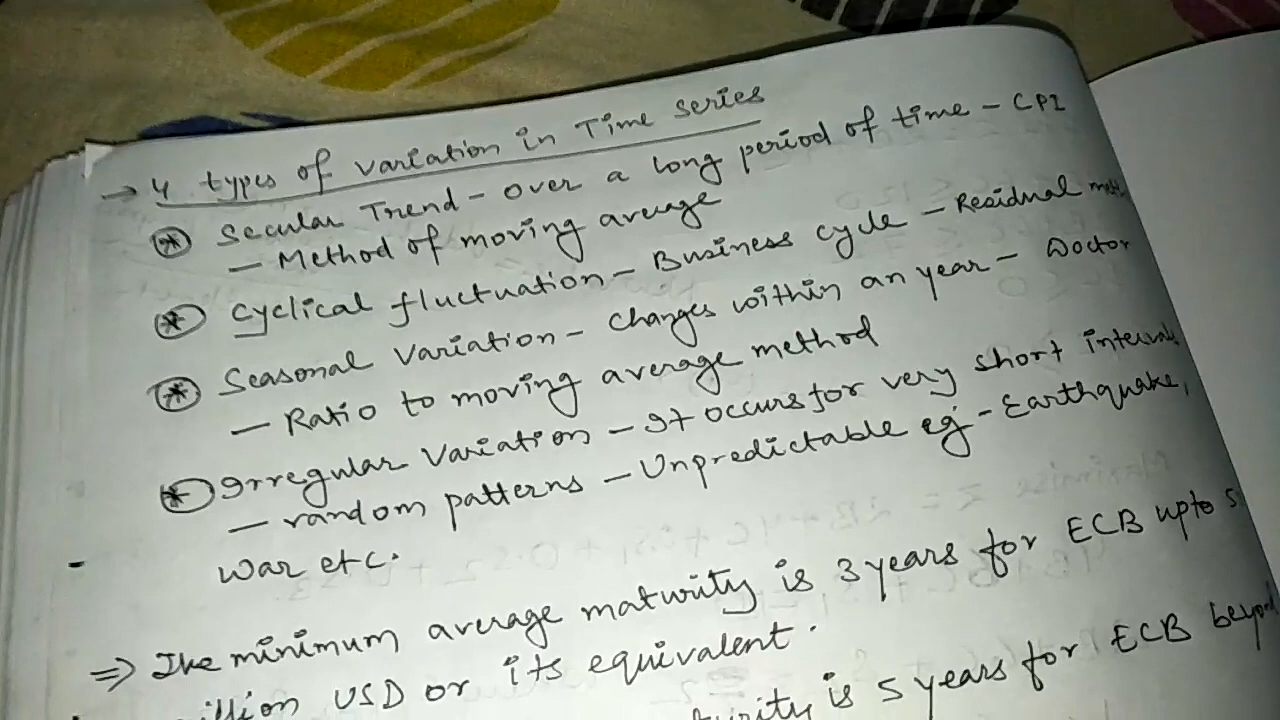 → 4 types of variation in Time series
* Secular Trend - over a long period of time - CPI
- Method of moving average
* Cyclical fluctuation - Business cycle - Residual
* Seasonal Variation - Changes within an year - Doctor
- Ratio to moving average method
* Irregular Variation - It occurs for very short intervals
- random patterns - Unpredictable eg - Earthquake,
war etc.
⇒ The minimum average maturity is 3 years for ECB upto
million USD or its equivalent.
is 5 years for ECB beyond